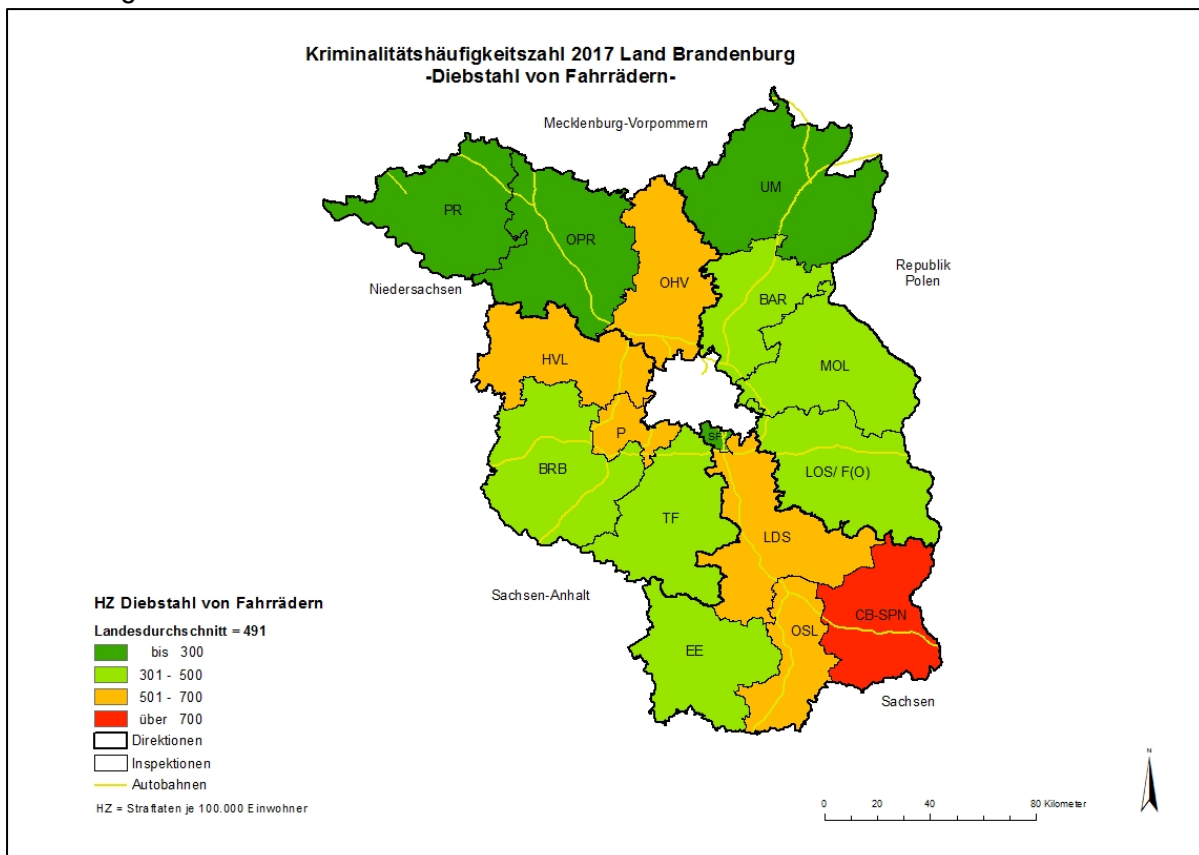 Kriminalitätshäufigkeitszahl 2017 Land Brandenburg
-Diebstahl von Fahrrädern-
Mecklenburg-Vorpommern
UM
PR
OPR
Republik
Polen
OHV
Niedersachsen
BAR
HVL
MOL
P
SF
BRB
LOS/ F(O)
TF
LDS
Sachsen-Anhalt
CB-SPN
OSL
EE
Sachsen
HZ Diebstahl von Fahrrädern
Landesdurchschnitt = 491
bis 300
301 - 500
501 - 700
über 700
Direktionen
Inspektionen
Autobahnen
HZ = Straftaten je 100.000 Einwohner
N
0 20 40 80 Kilometer